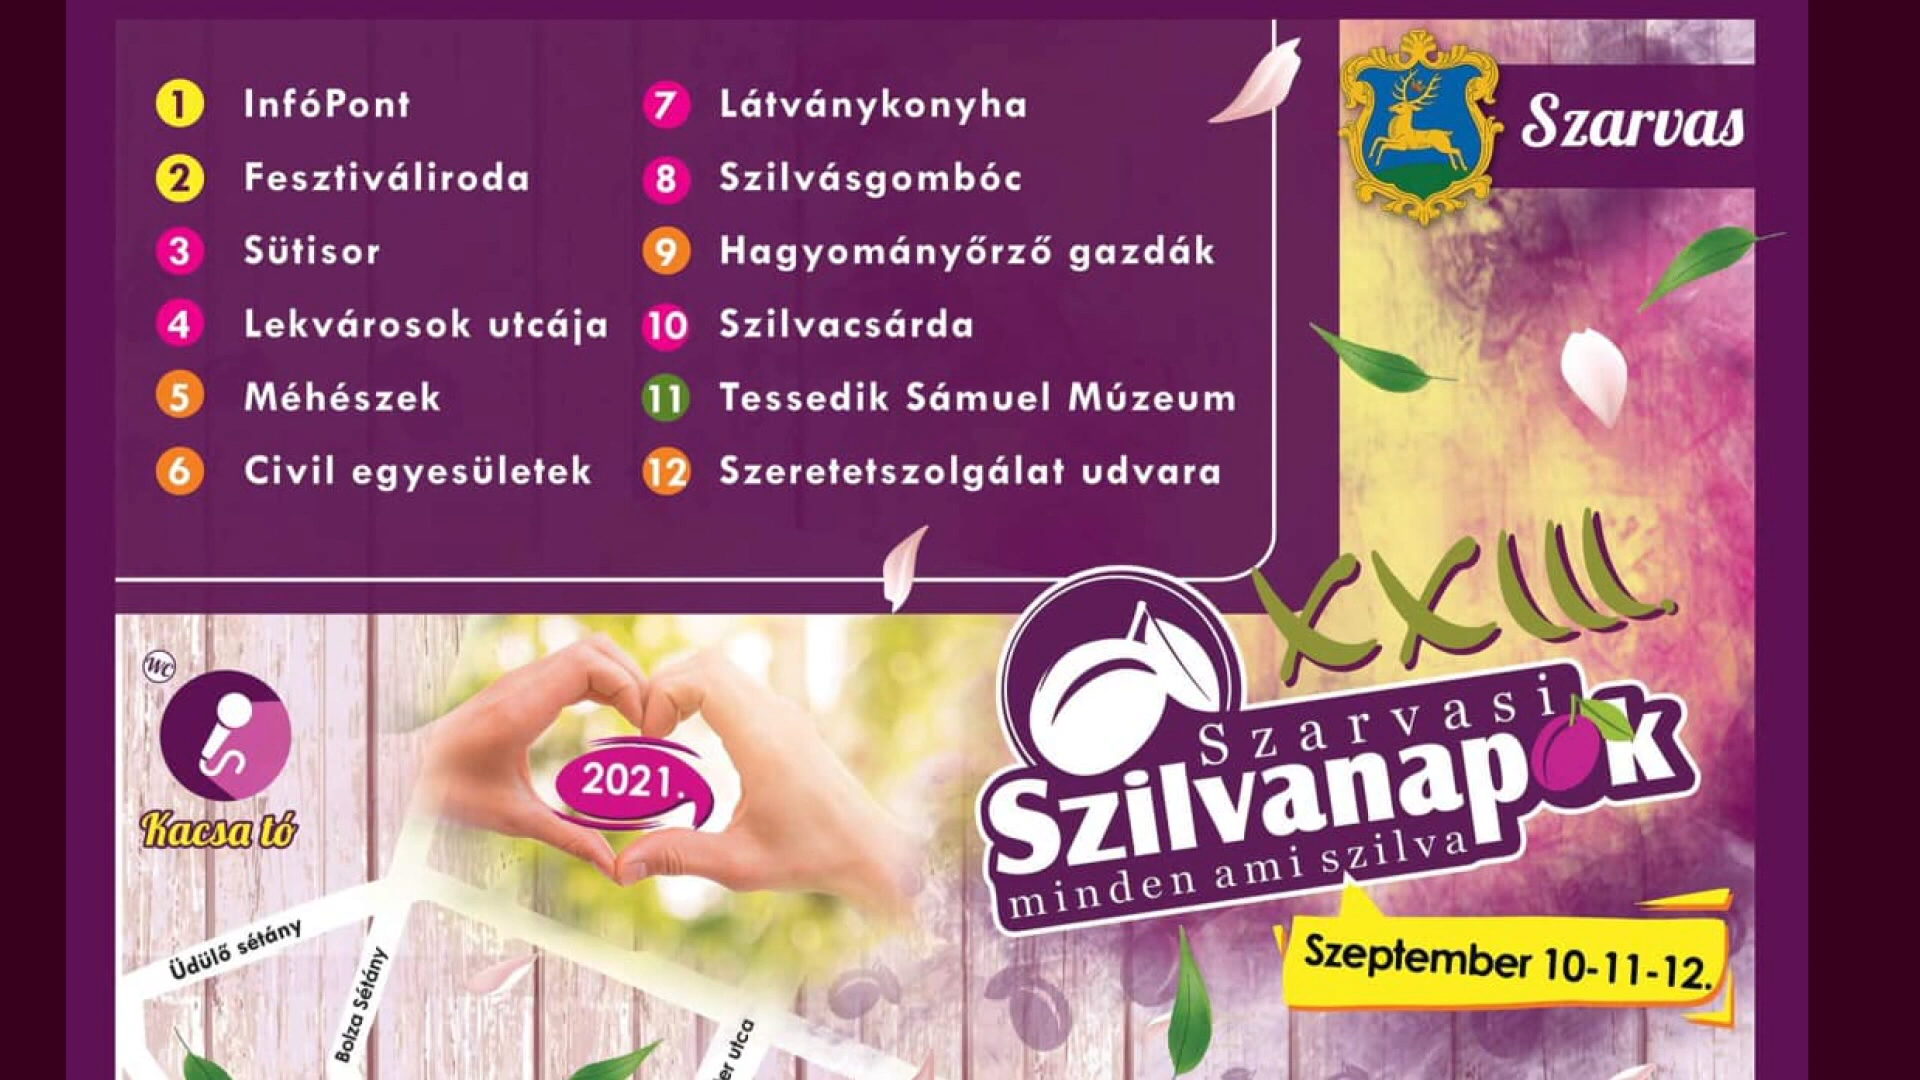 1 InfóPont
2 Fesztiváliroda
3 Sütisor
4 Lekvárosok utcája
5 Méhészek
6 Civil egyesületek
7 Látványkonyha
8 Szilvásgombóc
9 Hagyományőrző gazdák
10 Szilvacsárda
11 Tessedik Sámuel Múzeum
12 Szeretetszolgálat udvara
Szarvas
XXIII.
Szarvasi
Szilvanapok
minden ami szilva
Szeptember 10-11-12.
WC
Kacsa tó
2021.
Üdülő sétány
Bolza Sétány
utca